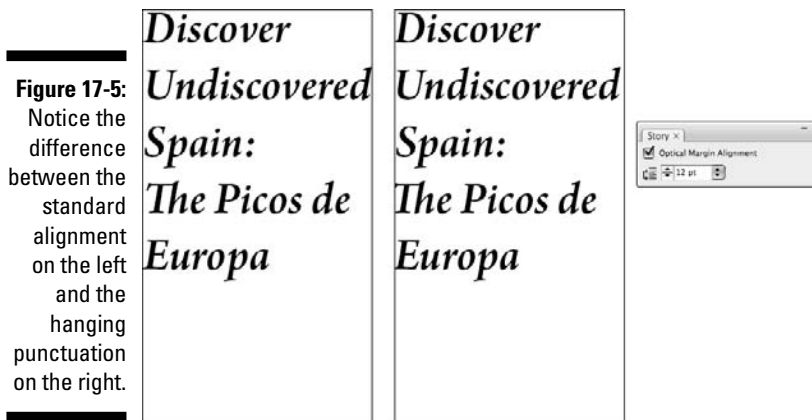 Figure 17-5:
Notice the
difference
between the
standard
alignment
on the left
and the
hanging
punctuation
on the right.
Discover
Undiscovered
Spain:
The Picos de
Europa
Discover
Undiscovered
Spain:
The Picos de
Europa
Story ×
Optical Margin Alignment
12 pt